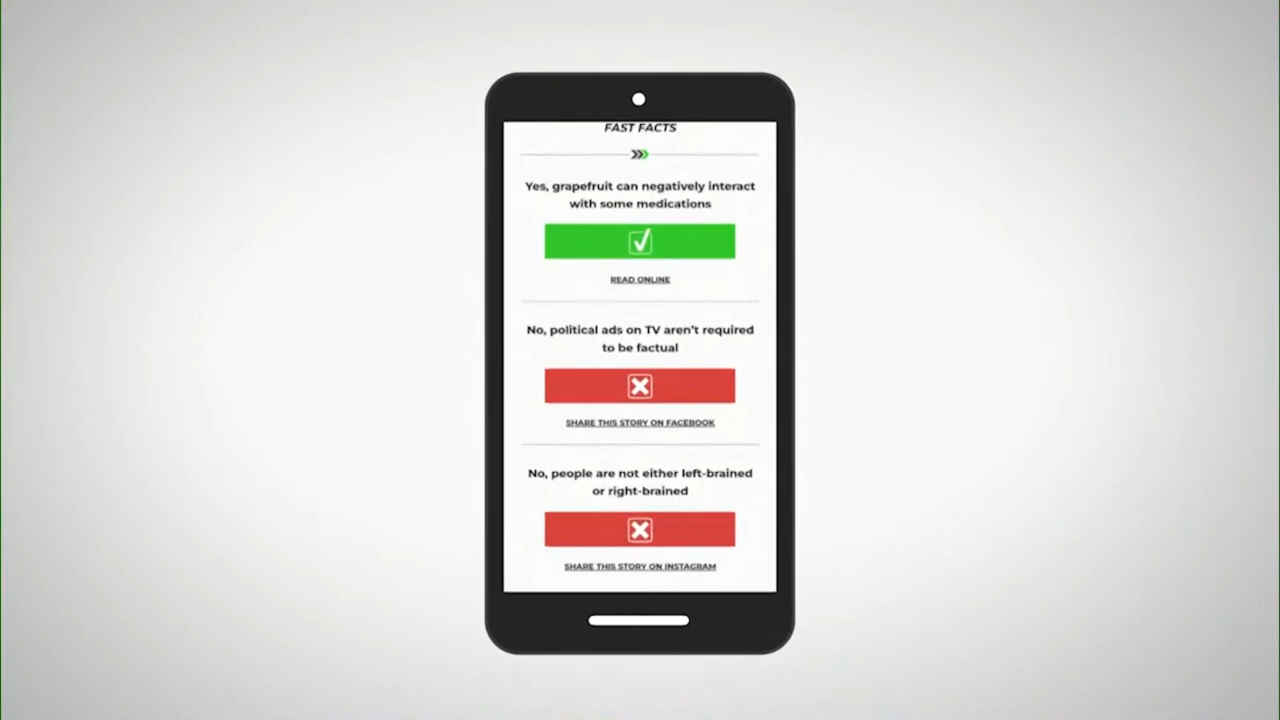 FAST FACTS
Yes, grapefruit can negatively interact
with some medications
READ ONLINE
No, political ads on TV aren't required
to be factual
SHARE THIS STORY ON FACEBOOK
No, people are not either left-brained
or right-brained
SHARE THIS STORY ON INSTAGRAM